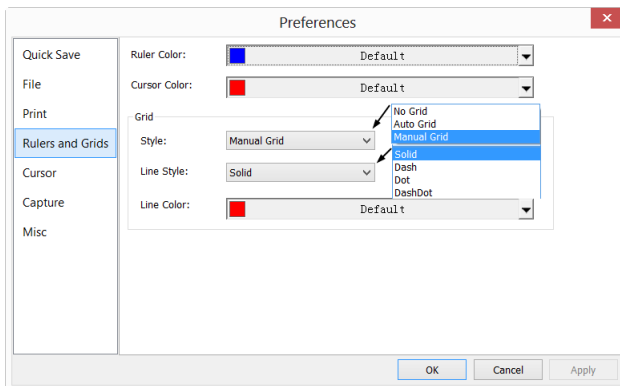 Preferences
Quick Save
File
Print
Rulers and Grids
Cursor
Capture
Misc
Ruler Color: Default
Cursor Color: Default
Grid
Style: Manual Grid
No Grid
Auto Grid
Manual Grid
Line Style: Solid
Solid
Dash
Dot
DashDot
Line Color: Default
OK Cancel Apply